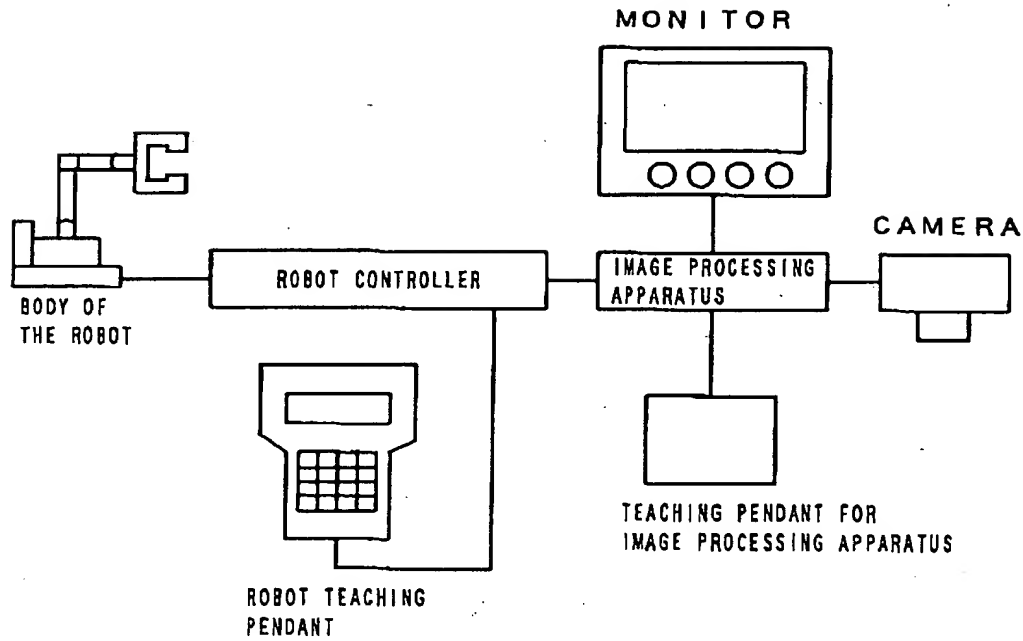 MONITOR
CAMERA
ROBOT CONTROLLER
IMAGE PROCESSING
APPARATUS
BODY OF
THE ROBOT
TEACHING PENDANT FOR
IMAGE PROCESSING APPARATUS
ROBOT TEACHING
PENDANT